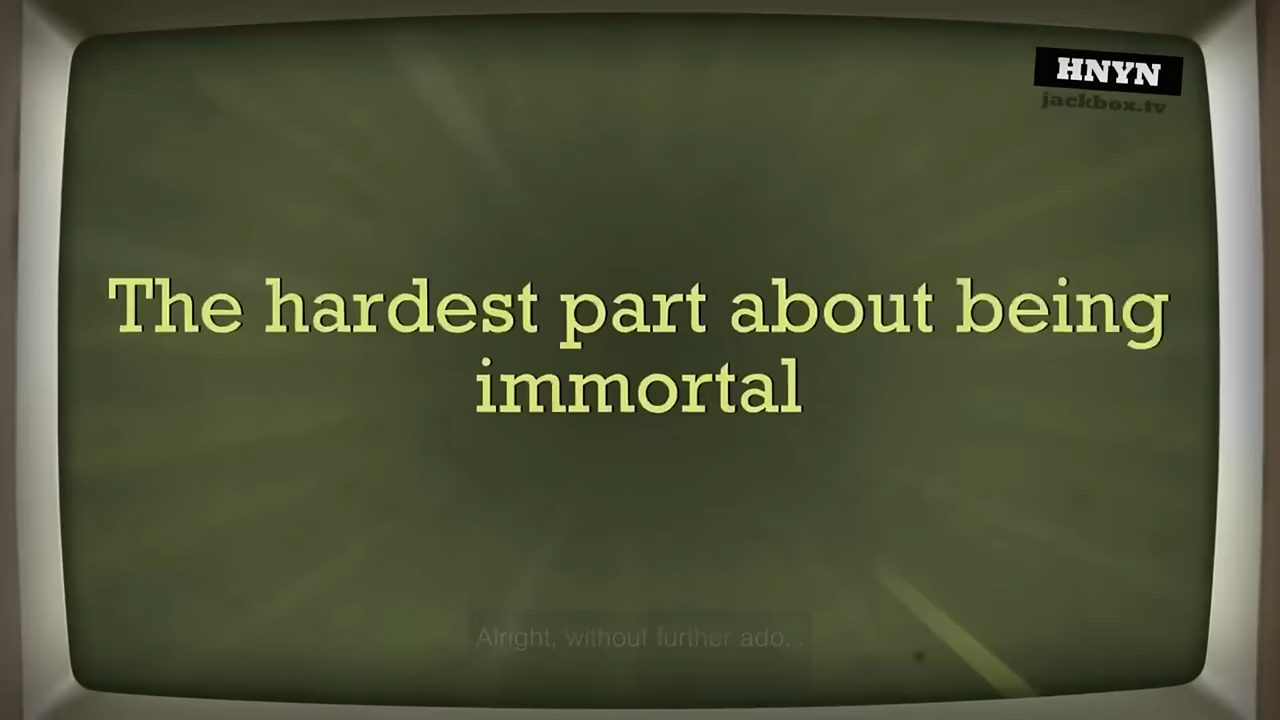 HNYN
jackbox.tv
The hardest part about being
immortal
Alright, without further ado...